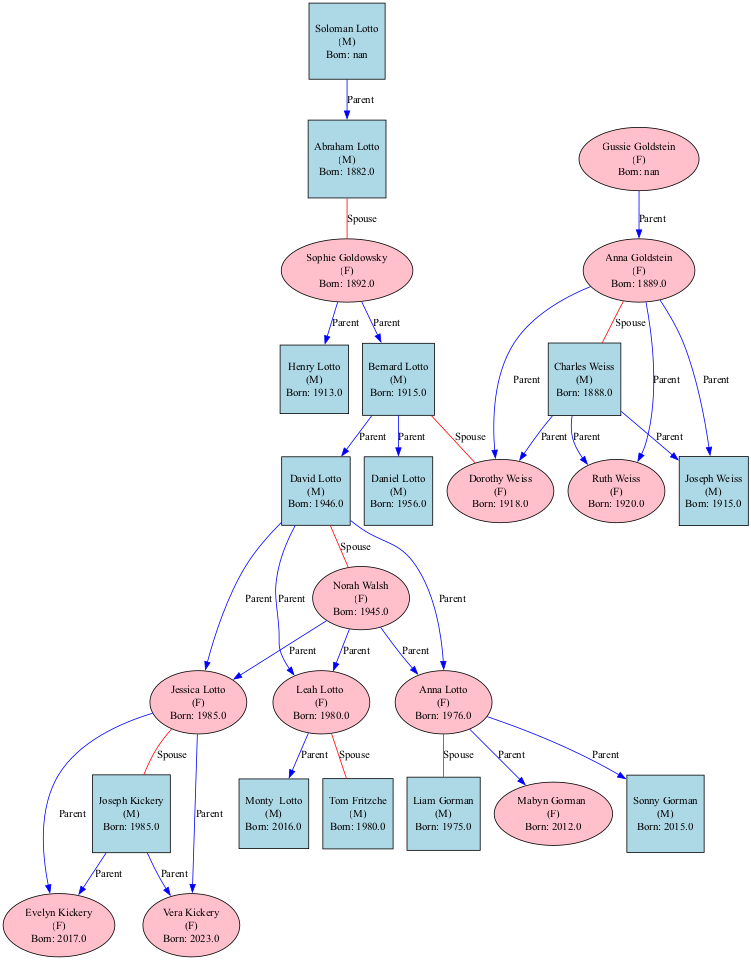 Soloman Lotto
(M)
Born: nan
Parent
Abraham Lotto
(M)
Born: 1882.0
Gussie Goldstein
(F)
Born: nan
Spouse
Parent
Sophie Goldowsky
(F)
Born: 1892.0
Anna Goldstein
(F)
Born: 1889.0
Parent
Parent
Spouse
Henry Lotto
(M)
Born: 1913.0
Bernard Lotto
(M)
Born: 1915.0
Parent
Charles Weiss
(M)
Born: 1888.0
Parent
Parent
Parent
Parent
Spouse
Parent
Parent
Parent
David Lotto
(M)
Born: 1946.0
Daniel Lotto
(M)
Born: 1956.0
Dorothy Weiss
(F)
Born: 1918.0
Ruth Weiss
(F)
Born: 1920.0
Joseph Weiss
(M)
Born: 1915.0
Spouse
Parent
Parent
Norah Walsh
(F)
Born: 1945.0
Parent
Parent
Parent
Parent
Jessica Lotto
(F)
Born: 1985.0
Leah Lotto
(F)
Born: 1980.0
Anna Lotto
(F)
Born: 1976.0
Spouse
Parent
Spouse
Spouse
Parent
Parent
Joseph Kickery
(M)
Born: 1985.0
Monty  Lotto
(M)
Born: 2016.0
Tom Fritzche
(M)
Born: 1980.0
Liam Gorman
(M)
Born: 1975.0
Mabyn Gorman
(F)
Born: 2012.0
Sonny Gorman
(M)
Born: 2015.0
Parent
Parent
Parent
Parent
Evelyn Kickery
(F)
Born: 2017.0
Vera Kickery
(F)
Born: 2023.0